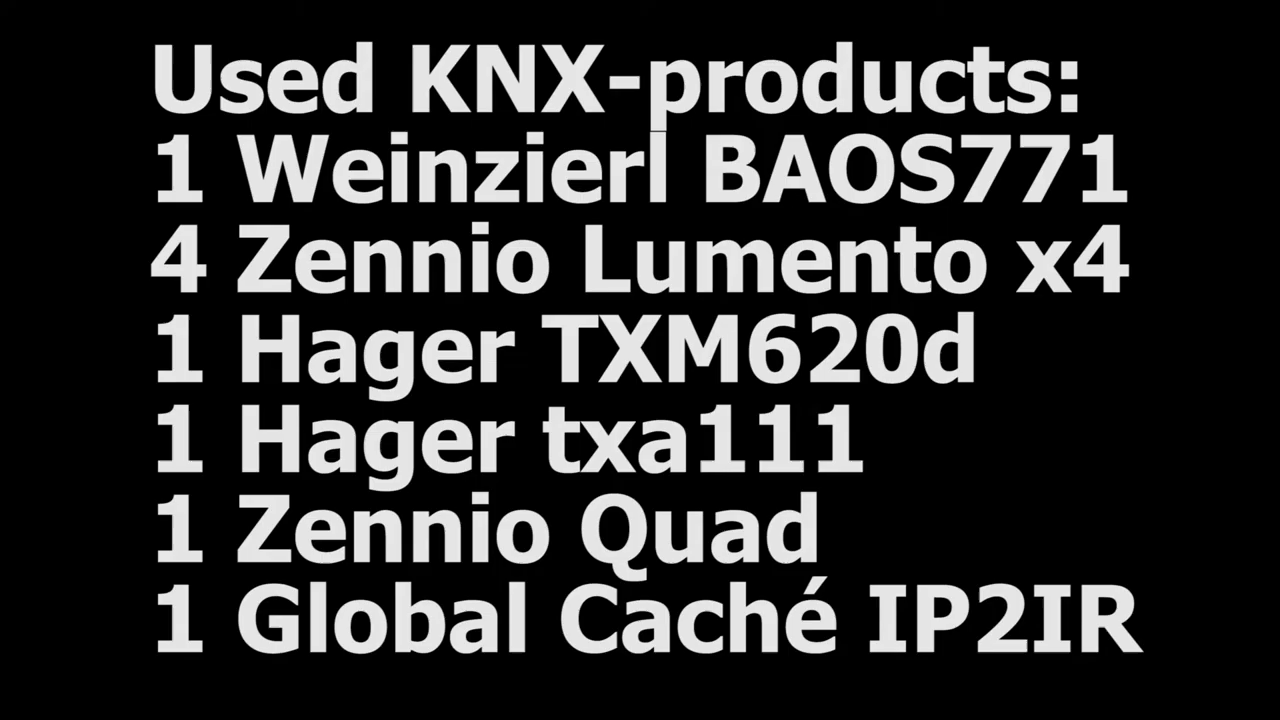 Used KNX-products:
1 Weinzierl BAOS771
4 Zennio Lumento x4
1 Hager TXM620d
1 Hager txa111
1 Zennio Quad
1 Global Caché IP2IR